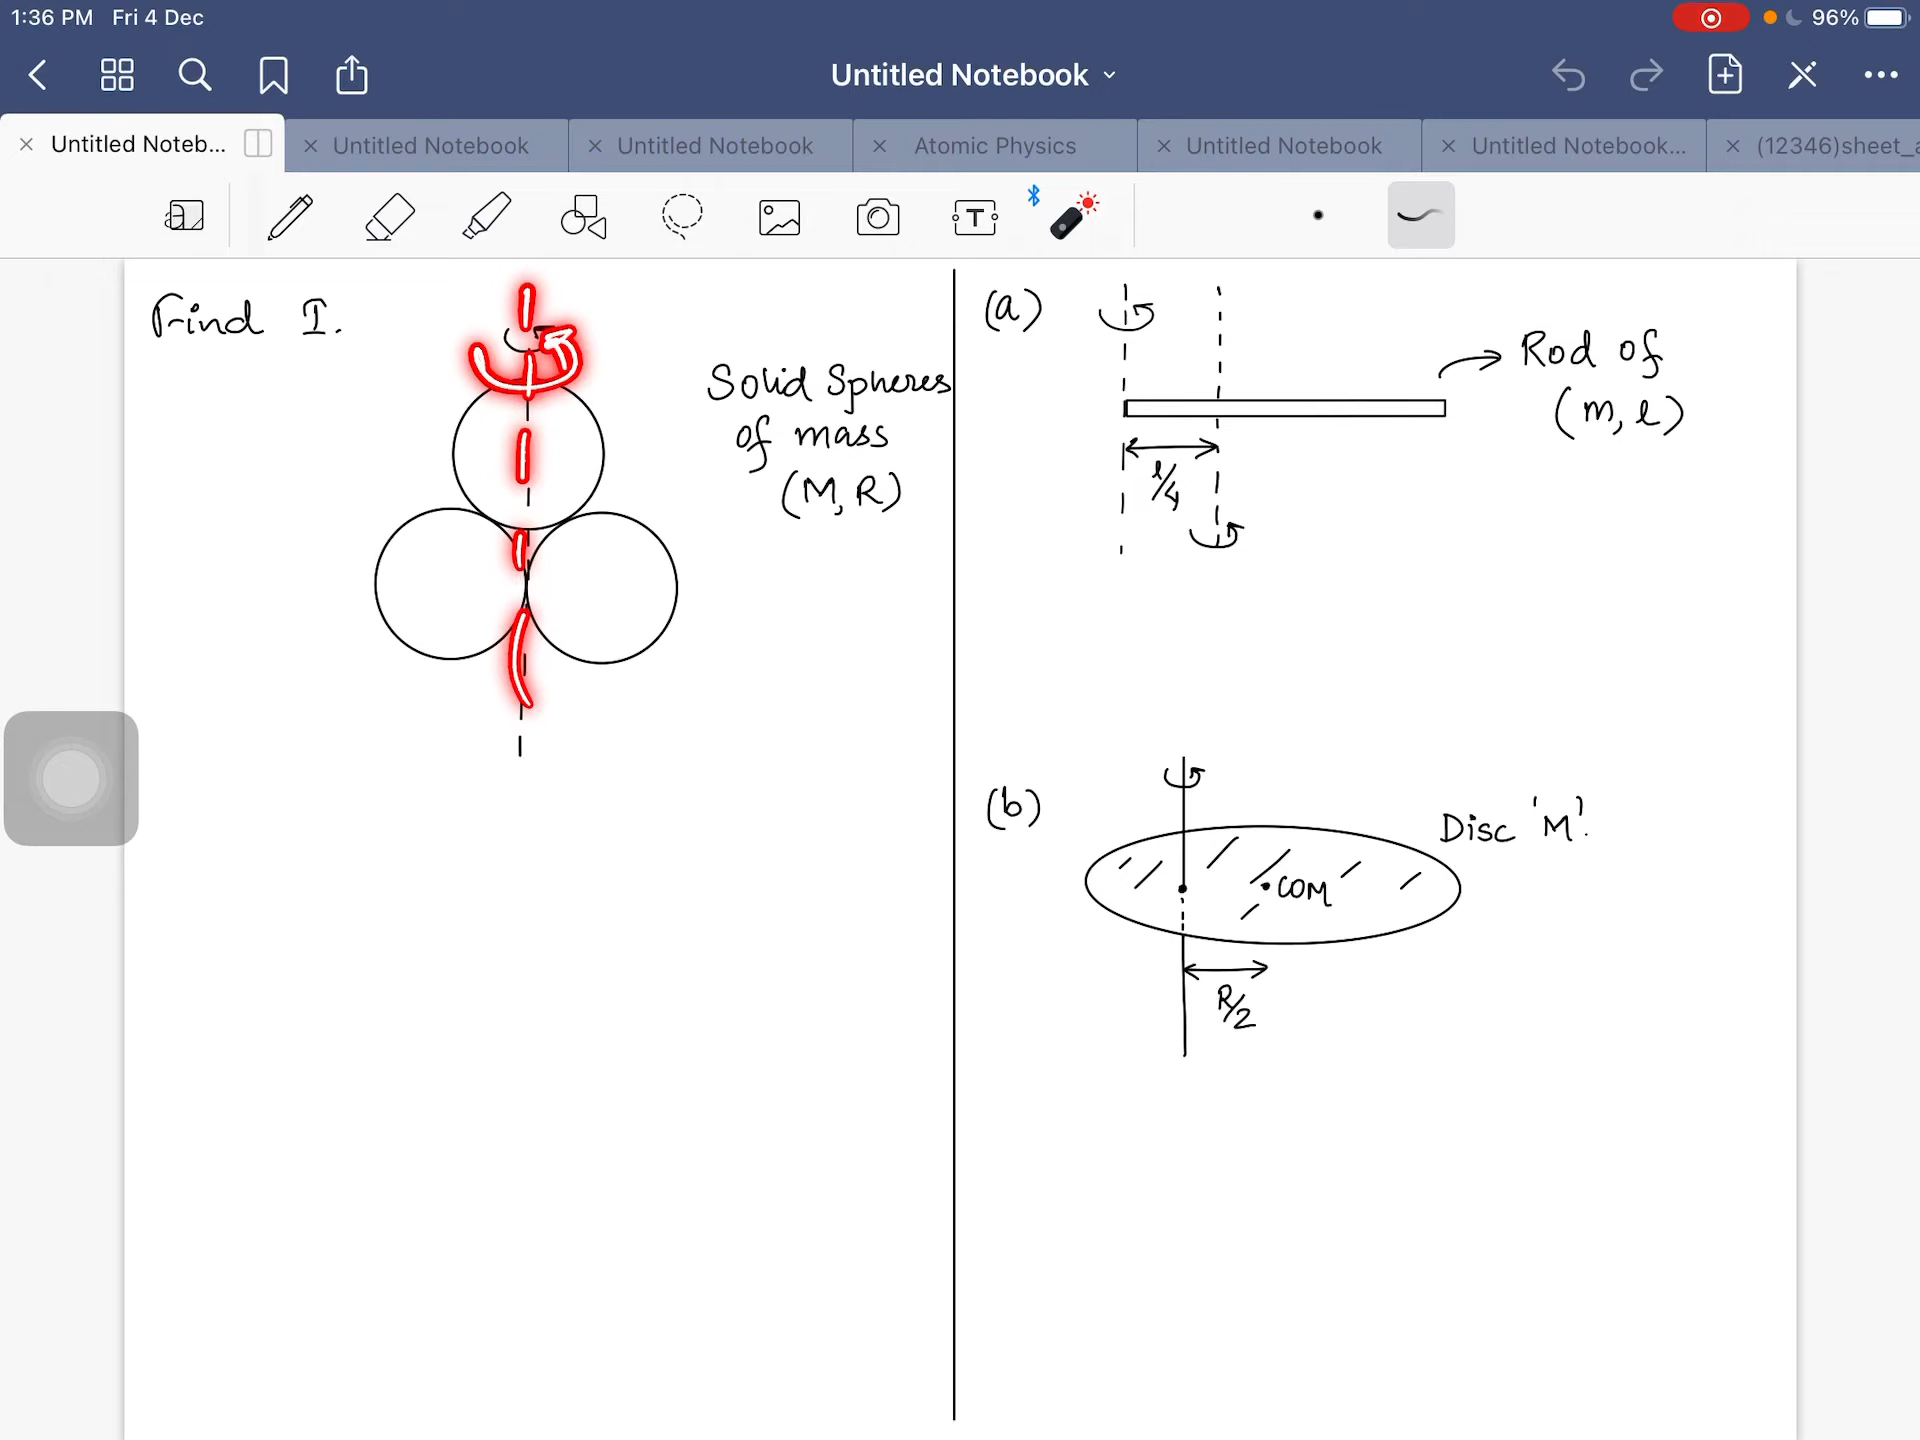 1:36 PM Fri 4 Dec
96%
Untitled Notebook
Untitled Noteb...
Untitled Notebook
Untitled Notebook
Atomic Physics
Untitled Notebook
Untitled Notebook...
(12346)sheet_a
T
Find I.
Solid Spheres
of mass
(M, R)
(a)
Rod of
(m, l)
l/4
(b)
Disc 'M'.
COM
R/2